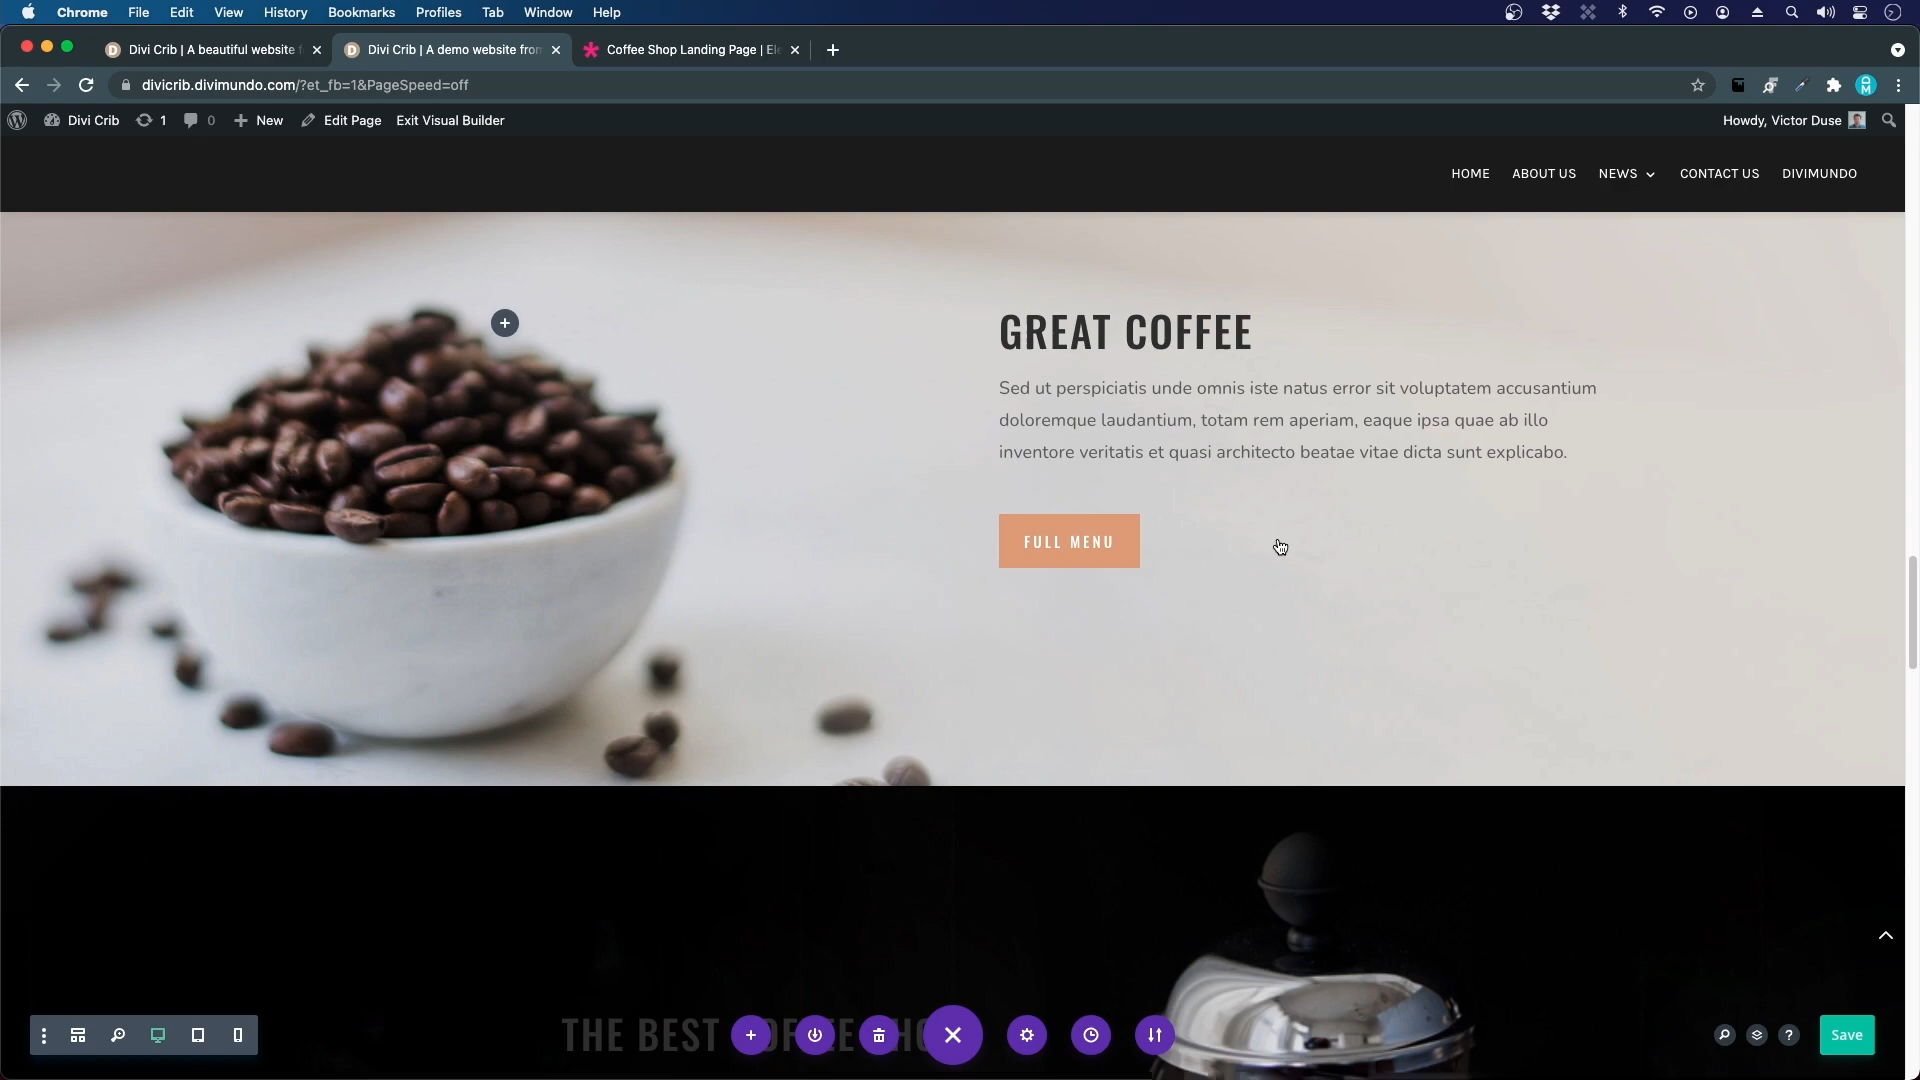 Chrome File Edit View History Bookmarks Profiles Tab Window Help
Divi Crib | A beautiful website
Divi Crib | A demo website from
Coffee Shop Landing Page | Ele
divicrib.divimundo.com/?et_fb=1&PageSpeed=off
Divi Crib 1 0 New Edit Page Exit Visual Builder
Howdy, Victor Duse
HOME ABOUT US NEWS CONTACT US DIVIMUNDO
GREAT COFFEE
Sed ut perspiciatis unde omnis iste natus error sit voluptatem accusantium
doloremque laudantium, totam rem aperiam, eaque ipsa quae ab illo
inventore veritatis et quasi architecto beatae vitae dicta sunt explicabo.
FULL MENU
THE BEST
Save